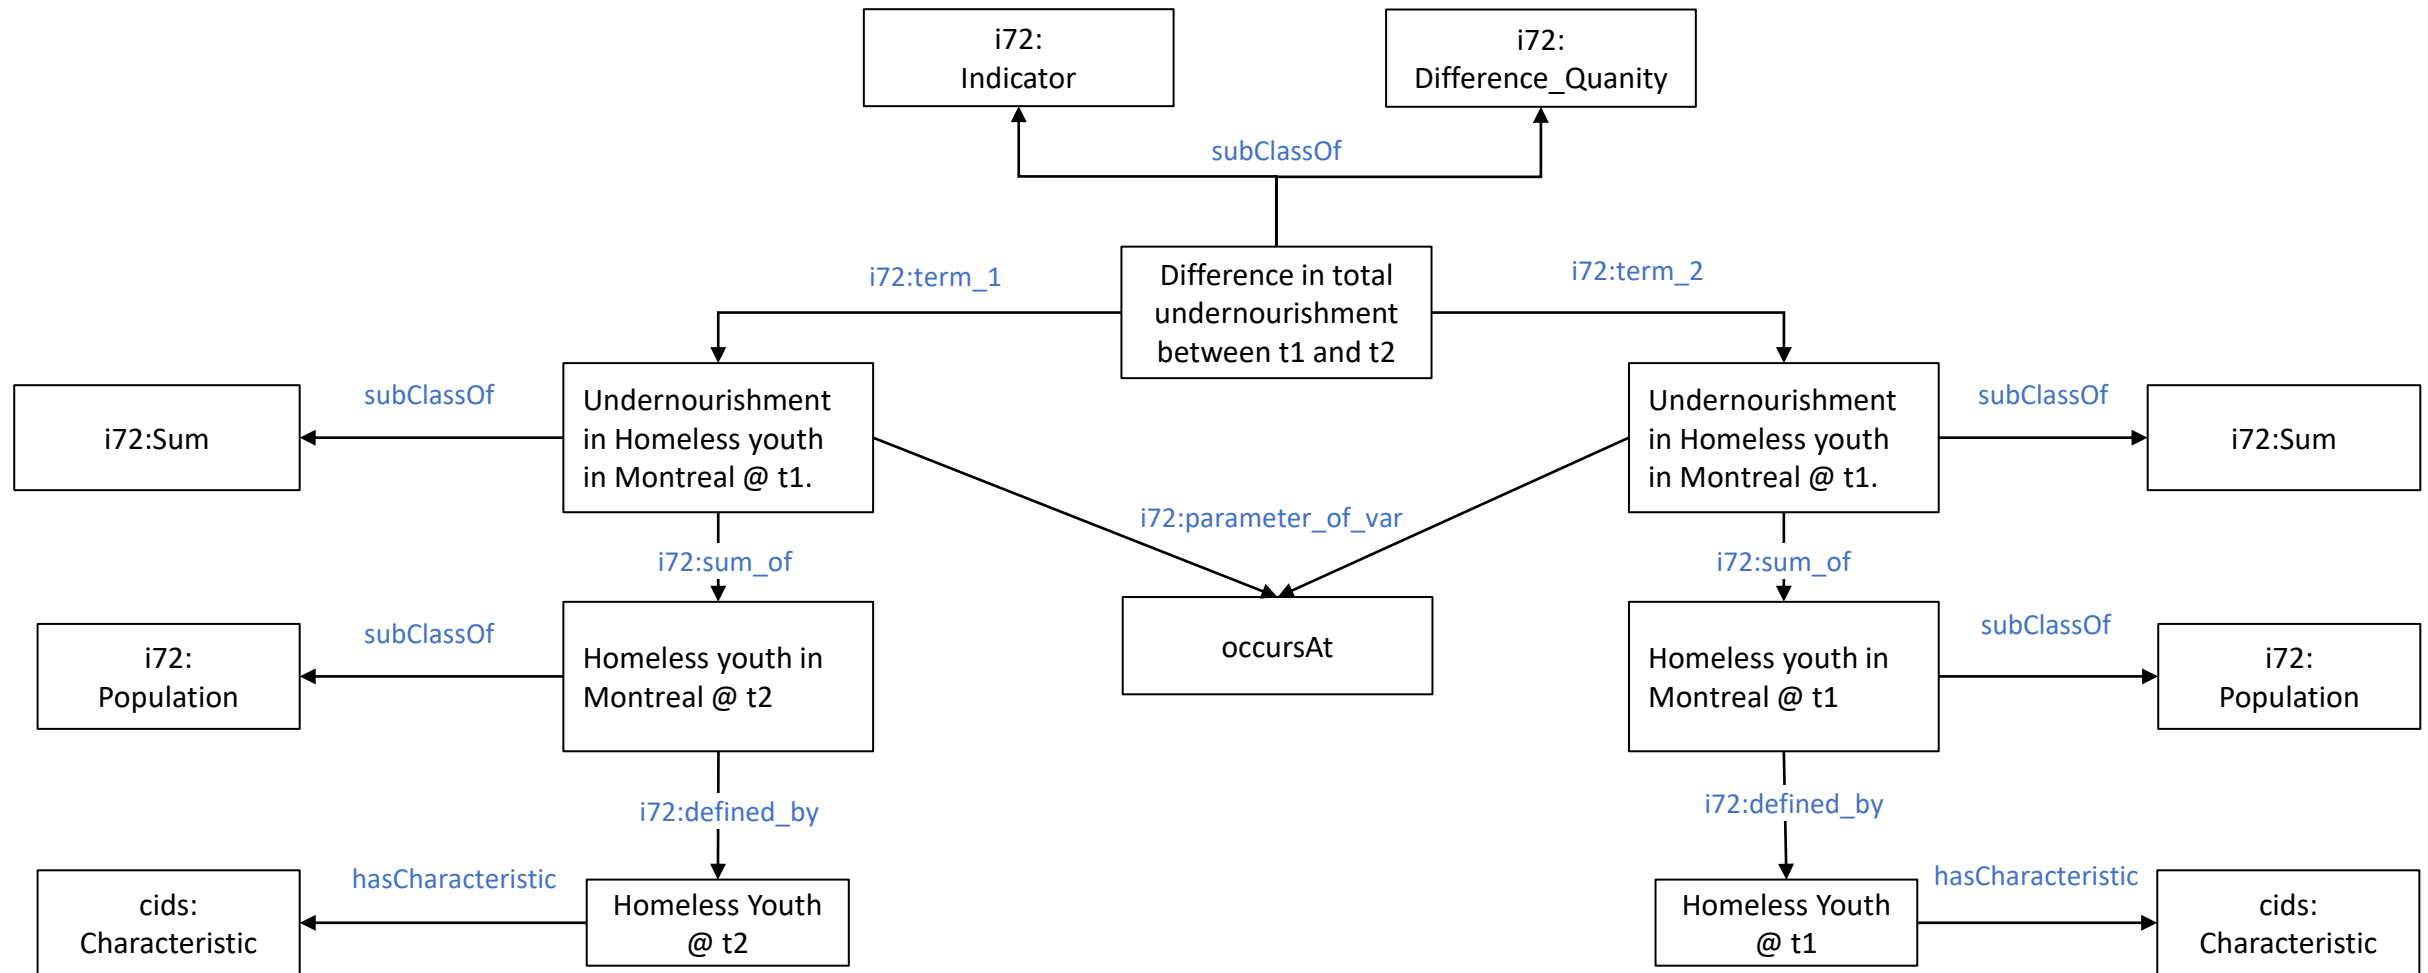 i72:
Indicator
i72:
Difference_Quanity
subClassOf
i72:term_1
Difference in total
undernourishment
between t1 and t2
i72:term_2
i72:Sum
subClassOf
Undernourishment
in Homeless youth
in Montreal @ t1.
Undernourishment
in Homeless youth
in Montreal @ t1.
subClassOf
i72:Sum
i72:parameter_of_var
i72:sum_of
i72:sum_of
i72:
Population
subClassOf
Homeless youth in
Montreal @ t2
occursAt
Homeless youth in
Montreal @ t1
subClassOf
i72:
Population
i72:defined_by
i72:defined_by
cids:
Characteristic
hasCharacteristic
Homeless Youth
@ t2
Homeless Youth
@ t1
hasCharacteristic
cids:
Characteristic